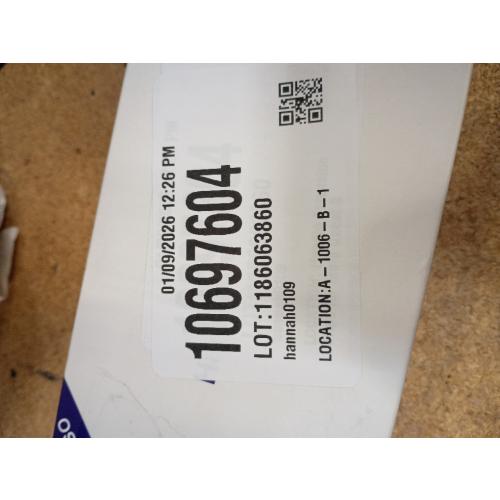 01/09/2026 12:26 PM
10697604
LOT:1186063860
hannah0109
LOCATION:A – 1006 – B – 1